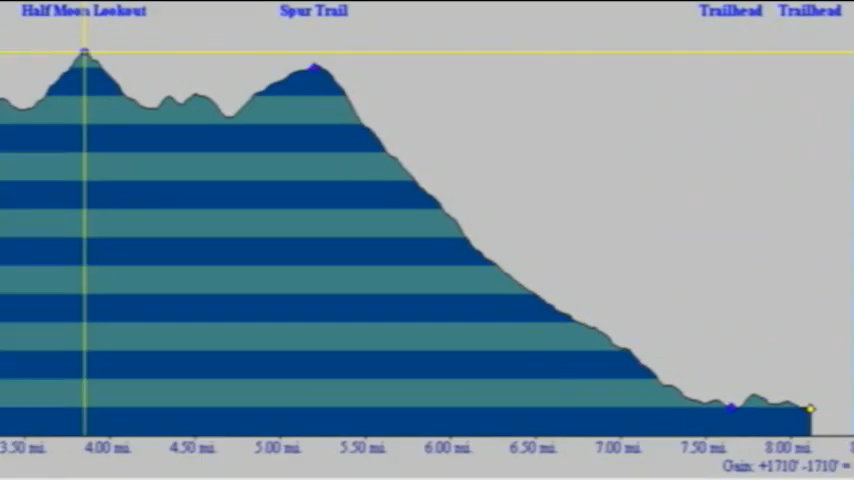 Half Moon Lookout Spur Trail Trailhead Trailhead
3.50 mi. 4.00 mi. 4.50 mi. 5.00 mi. 5.50 mi. 6.00 mi. 6.50 mi. 7.00 mi. 7.50 mi. 8.00 mi.
Gain: +1710' -1710' =